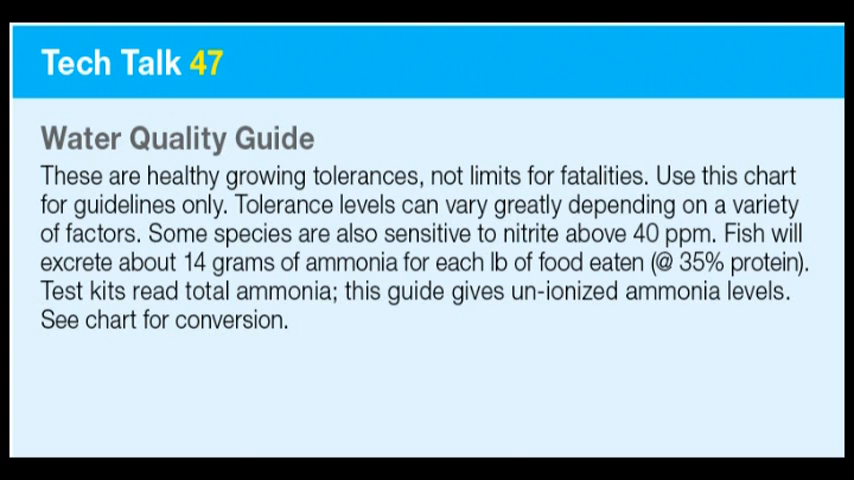 Tech Talk 47
Water Quality Guide
These are healthy growing tolerances, not limits for fatalities. Use this chart
for guidelines only. Tolerance levels can vary greatly depending on a variety
of factors. Some species are also sensitive to nitrite above 40 ppm. Fish will
excrete about 14 grams of ammonia for each lb of food eaten (@ 35% protein).
Test kits read total ammonia; this guide gives un-ionized ammonia levels.
See chart for conversion.